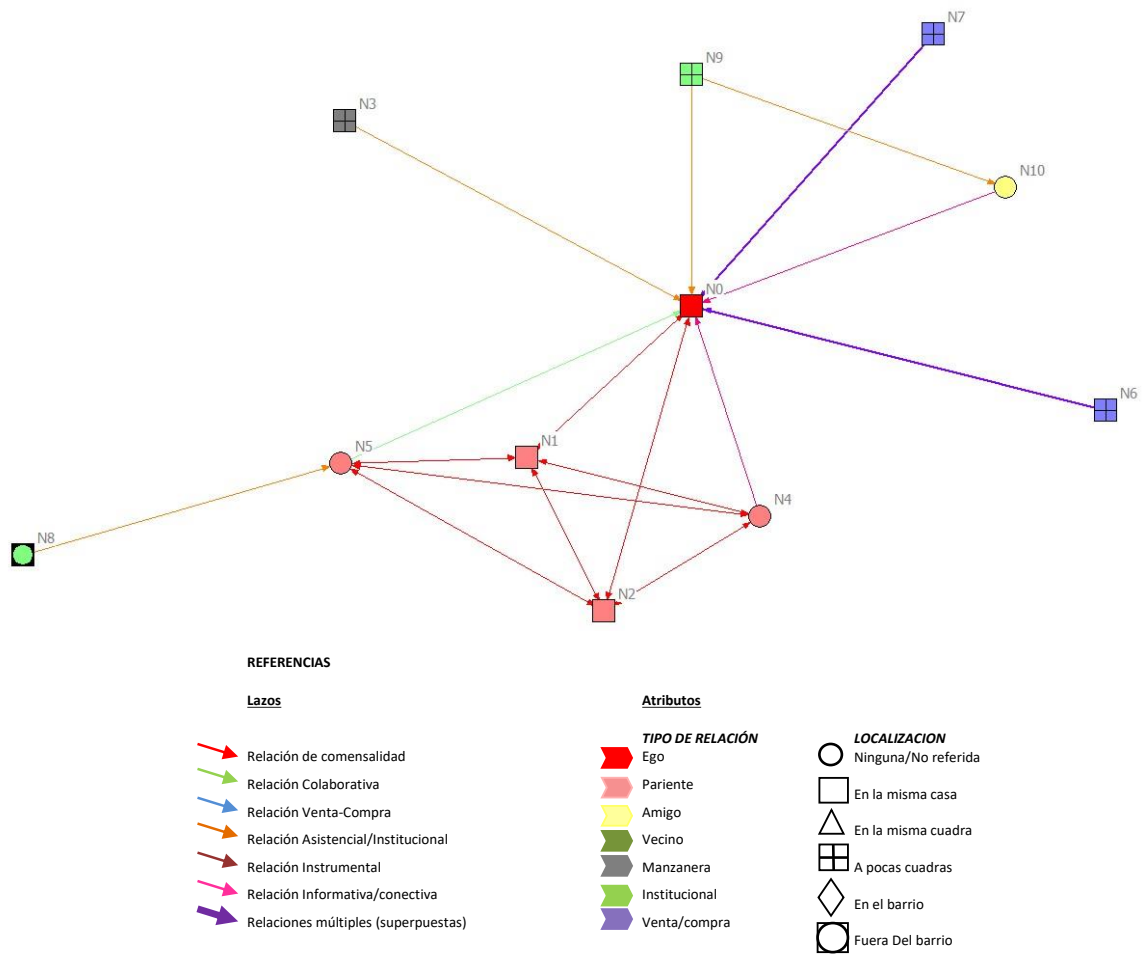 N7
N9
N3
N10
N0
N6
N1
N5
N4
N8
N2
REFERENCIAS
Lazos
Relación de comensalidad
Relación Colaborativa
Relación Venta-Compra
Relación Asistencial/Institucional
Relación Instrumental
Relación Informativa/conectiva
Relaciones múltiples (superpuestas)
Atributos
TIPO DE RELACIÓN
Ego
Pariente
Amigo
Vecino
Manzanera
Institucional
Venta/compra
LOCALIZACION
Ninguna/No referida
En la misma casa
En la misma cuadra
A pocas cuadras
En el barrio
Fuera Del barrio